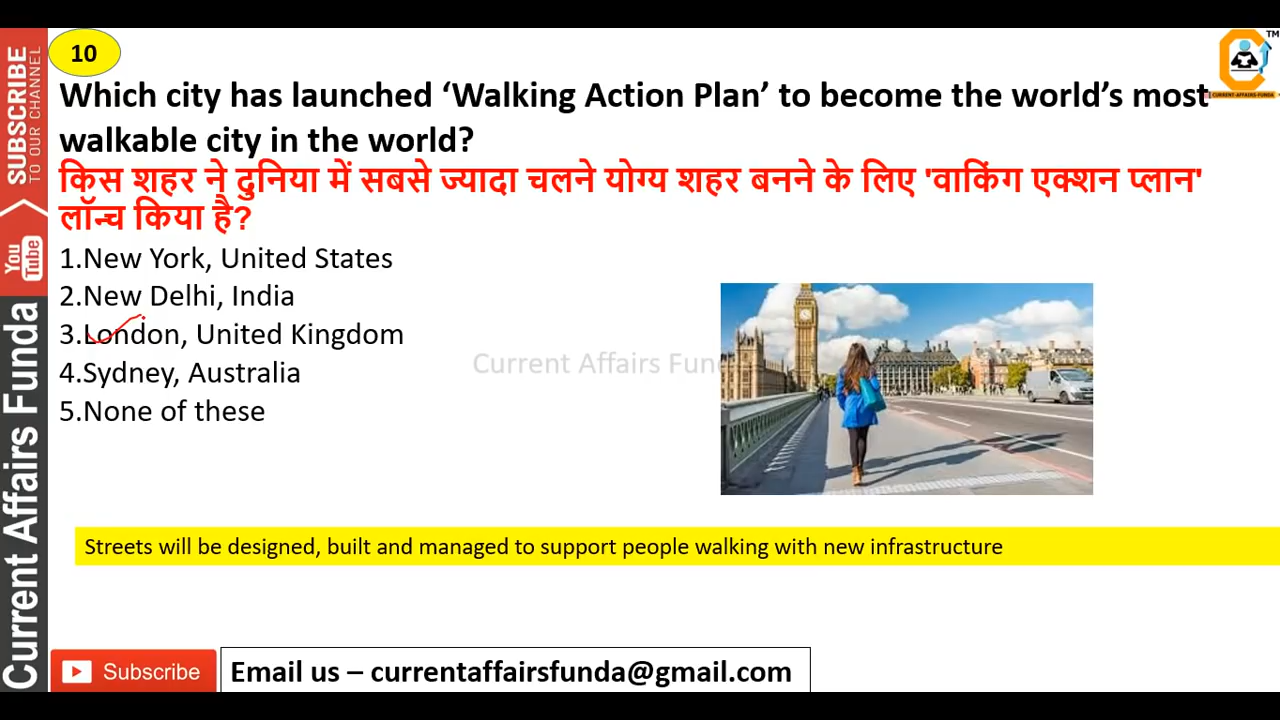 SUBSCRIBE
TO OUR CHANNEL
You Tube
Current Affairs Funda
10
TM
CURRENT-AFFAIRS-FUNDA
Which city has launched ‘Walking Action Plan’ to become the world’s most
walkable city in the world?
किस शहर ने दुनिया में सबसे ज्यादा चलने योग्य शहर बनने के लिए 'वाकिंग एक्शन प्लान'
लॉन्च किया है?
1.New York, United States
2.New Delhi, India
3.London, United Kingdom
4.Sydney, Australia
5.None of these
Current Affairs Fun
Streets will be designed, built and managed to support people walking with new infrastructure
Subscribe
Email us – currentaffairsfunda@gmail.com